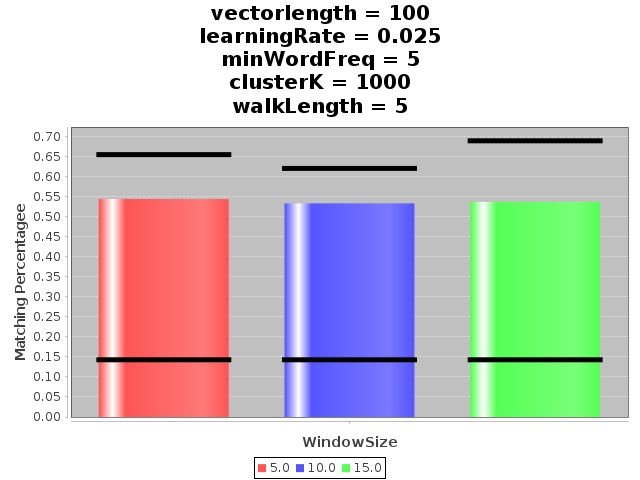 vectorlength = 100
learningRate = 0.025
minWordFreq = 5
clusterK = 1000
walkLength = 5
Matching Percentagee
0.70
0.65
0.60
0.55
0.50
0.45
0.40
0.35
0.30
0.25
0.20
0.15
0.10
0.05
0.00
WindowSize
5.0 10.0 15.0